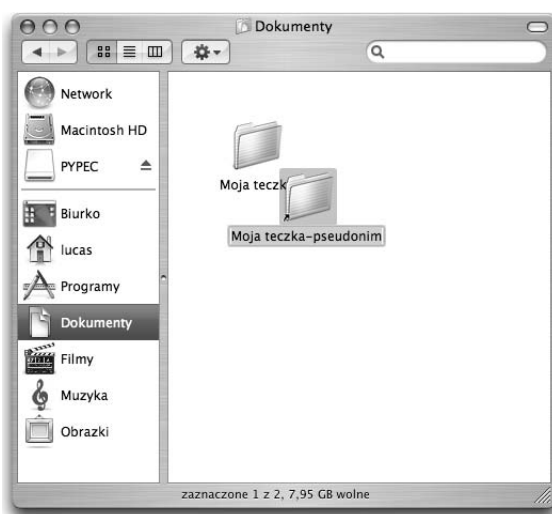 Dokumenty
Network
Macintosh HD
PYPEC
Biurko
lucas
Programy
Dokumenty
Filmy
Muzyka
Obrazki
Moja teczk
Moja teczka-pseudonim
zaznaczone 1 z 2, 7,95 GB wolne